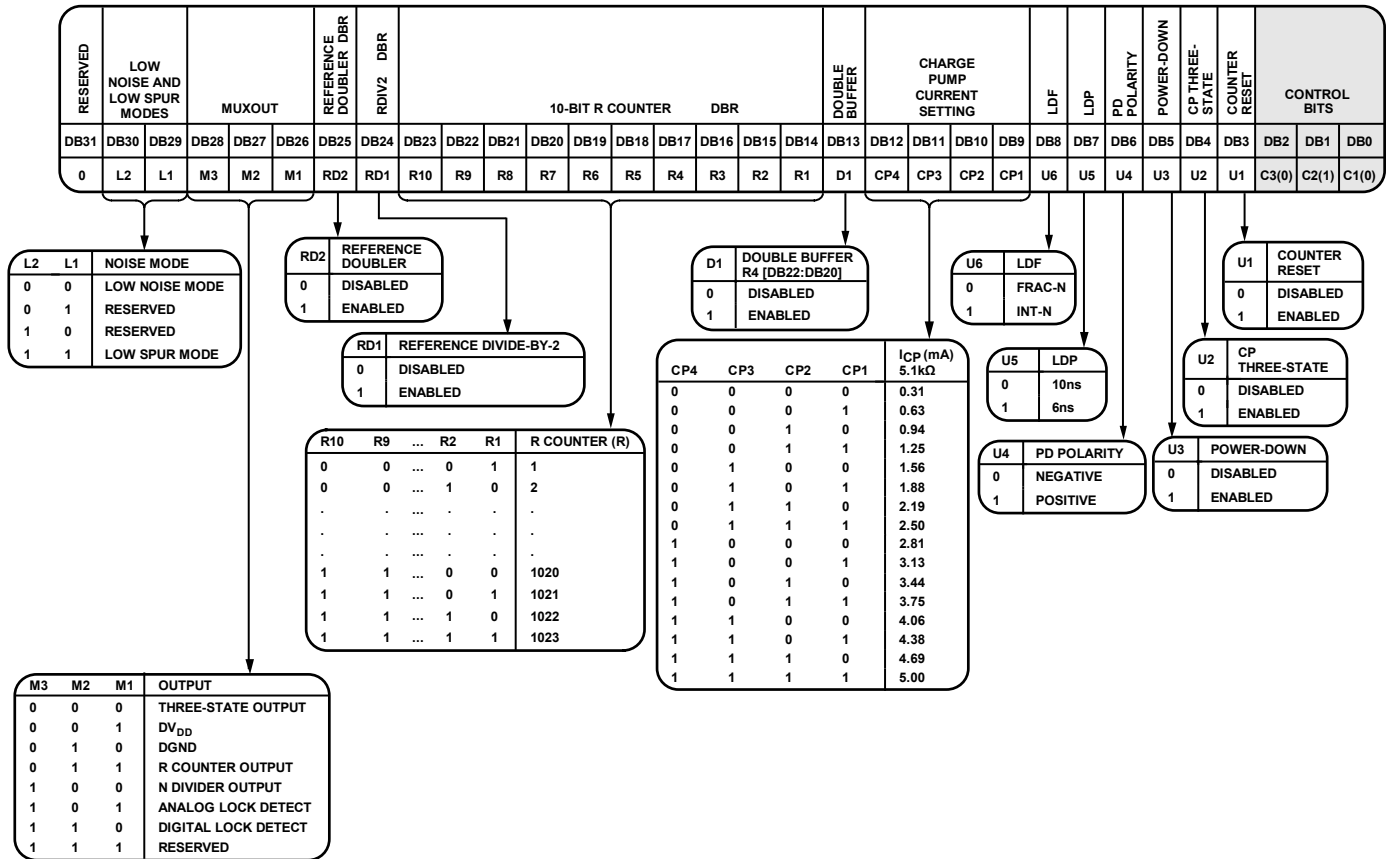 RESERVED
LOW
NOISE AND
LOW SPUR
MODES
MUXOUT
REFERENCE
DOUBLER DBR
RDIV2 DBR
10-BIT R COUNTER DBR
DOUBLE
BUFFER
CHARGE
PUMP
CURRENT
SETTING
LDF
LDP
PD
POLARITY
POWER-DOWN
CP THREE-
STATE
COUNTER
RESET
CONTROL
BITS
DB31 DB30 DB29 DB28 DB27 DB26 DB25 DB24 DB23 DB22 DB21 DB20 DB19 DB18 DB17 DB16 DB15 DB14 DB13 DB12 DB11 DB10 DB9 DB8 DB7 DB6 DB5 DB4 DB3 DB2 DB1 DB0
0 L2 L1 M3 M2 M1 RD2 RD1 R10 R9 R8 R7 R6 R5 R4 R3 R2 R1 D1 CP4 CP3 CP2 CP1 U6 U5 U4 U3 U2 U1 C3(0) C2(1) C1(0)
L2 L1 NOISE MODE
0 0 LOW NOISE MODE
0 1 RESERVED
1 0 RESERVED
1 1 LOW SPUR MODE
RD2 REFERENCE
DOUBLER
0 DISABLED
1 ENABLED
RD1 REFERENCE DIVIDE-BY-2
0 DISABLED
1 ENABLED
R10 R9 ... R2 R1 R COUNTER (R)
0 0 ... 0 1 1
0 0 ... 1 0 2
. . ... . . .
. . ... . . .
. . ... . . .
1 1 ... 0 0 1020
1 1 ... 0 1 1021
1 1 ... 1 0 1022
1 1 ... 1 1 1023
D1 DOUBLE BUFFER
R4 [DB22:DB20]
0 DISABLED
1 ENABLED
ICP (mA)
CP4 CP3 CP2 CP1 5.1kΩ
0 0 0 0 0.31
0 0 0 1 0.63
0 0 1 0 0.94
0 0 1 1 1.25
0 1 0 0 1.56
0 1 0 1 1.88
0 1 1 0 2.19
0 1 1 1 2.50
1 0 0 0 2.81
1 0 0 1 3.13
1 0 1 0 3.44
1 0 1 1 3.75
1 1 0 0 4.06
1 1 0 1 4.38
1 1 1 0 4.69
1 1 1 1 5.00
U6 LDF
0 FRAC-N
1 INT-N
U5 LDP
0 10ns
1 6ns
U4 PD POLARITY
0 NEGATIVE
1 POSITIVE
U1 COUNTER
RESET
0 DISABLED
1 ENABLED
U2 CP
THREE-STATE
0 DISABLED
1 ENABLED
U3 POWER-DOWN
0 DISABLED
1 ENABLED
M3 M2 M1 OUTPUT
0 0 0 THREE-STATE OUTPUT
0 0 1 DVDD
0 1 0 DGND
0 1 1 R COUNTER OUTPUT
1 0 0 N DIVIDER OUTPUT
1 0 1 ANALOG LOCK DETECT
1 1 0 DIGITAL LOCK DETECT
1 1 1 RESERVED